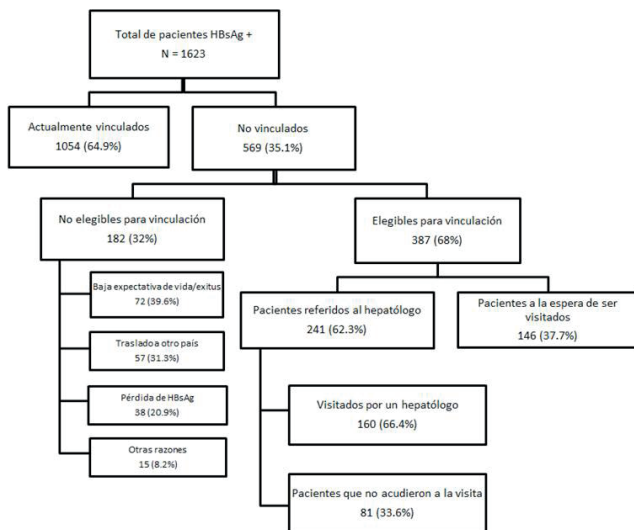 Total de pacientes HBsAg +
N = 1623
Actualmente vinculados
1054 (64.9%)
No vinculados
569 (35.1%)
No elegibles para vinculación
182 (32%)
Elegibles para vinculación
387 (68%)
Baja expectativa de vida/exitus
72 (39.6%)
Traslado a otro país
57 (31.3%)
Pérdida de HBsAg
38 (20.9%)
Otras razones
15 (8.2%)
Pacientes referidos al hepatólogo
241 (62.3%)
Pacientes a la espera de ser
visitados
146 (37.7%)
Visitados por un hepatólogo
160 (66.4%)
Pacientes que no acudieron a la visita
81 (33.6%)